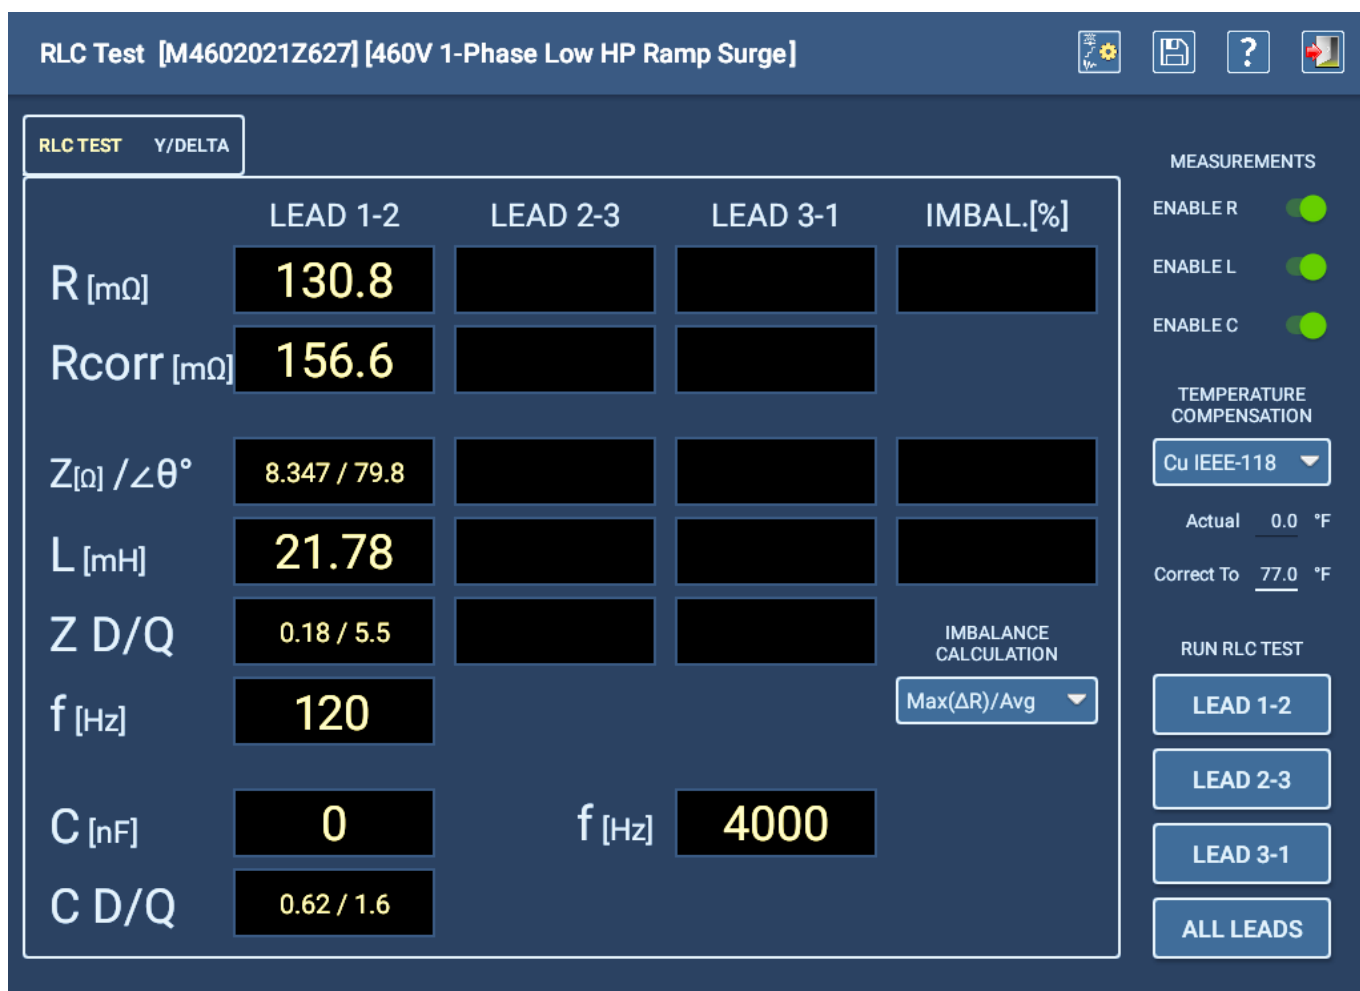 RLC Test [M4602021Z627] [460V 1-Phase Low HP Ramp Surge]
?
RLC TEST Y/DELTA
LEAD 1-2 LEAD 2-3 LEAD 3-1 IMBAL.[%]
R [mΩ] 130.8
Rcorr [mΩ] 156.6
Z[Ω] /∠θ° 8.347 / 79.8
L [mH] 21.78
Z D/Q 0.18 / 5.5
IMBALANCE
CALCULATION
f [Hz] 120 Max(ΔR)/Avg
C [nF] 0 f [Hz] 4000
C D/Q 0.62 / 1.6
MEASUREMENTS
ENABLE R
ENABLE L
ENABLE C
TEMPERATURE
COMPENSATION
Cu IEEE-118
Actual 0.0 °F
Correct To 77.0 °F
RUN RLC TEST
LEAD 1-2
LEAD 2-3
LEAD 3-1
ALL LEADS